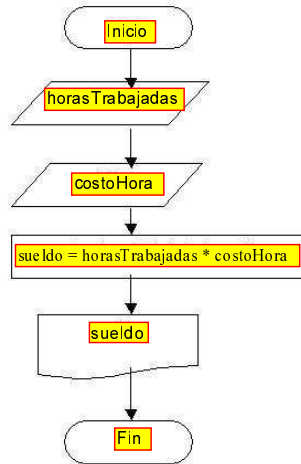 Inicio
horasTrabajadas
costoHora
sueldo = horasTrabajadas * costoHora
sueldo
Fin